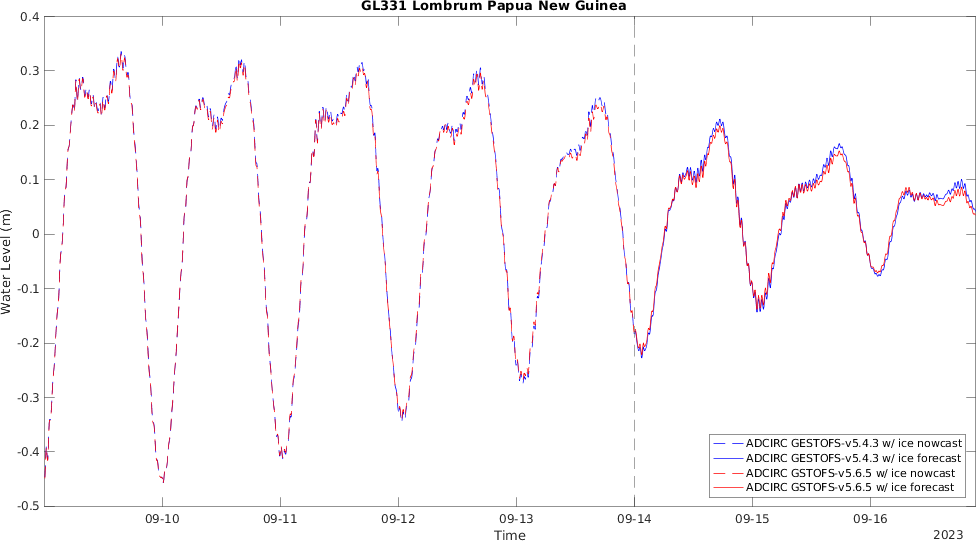 GL331 Lombrum Papua New Guinea
0.4
0.3
0.2
0.1
0
-0.1
-0.2
-0.3
-0.4
-0.5
Water Level (m)
ADCIRC GESTOFS-v5.4.3 w/ ice nowcast
ADCIRC GESTOFS-v5.4.3 w/ ice forecast
ADCIRC GSTOFS-v5.6.5 w/ ice nowcast
ADCIRC GSTOFS-v5.6.5 w/ ice forecast
09-10 09-11 09-12 09-13 09-14 09-15 09-16
Time
2023